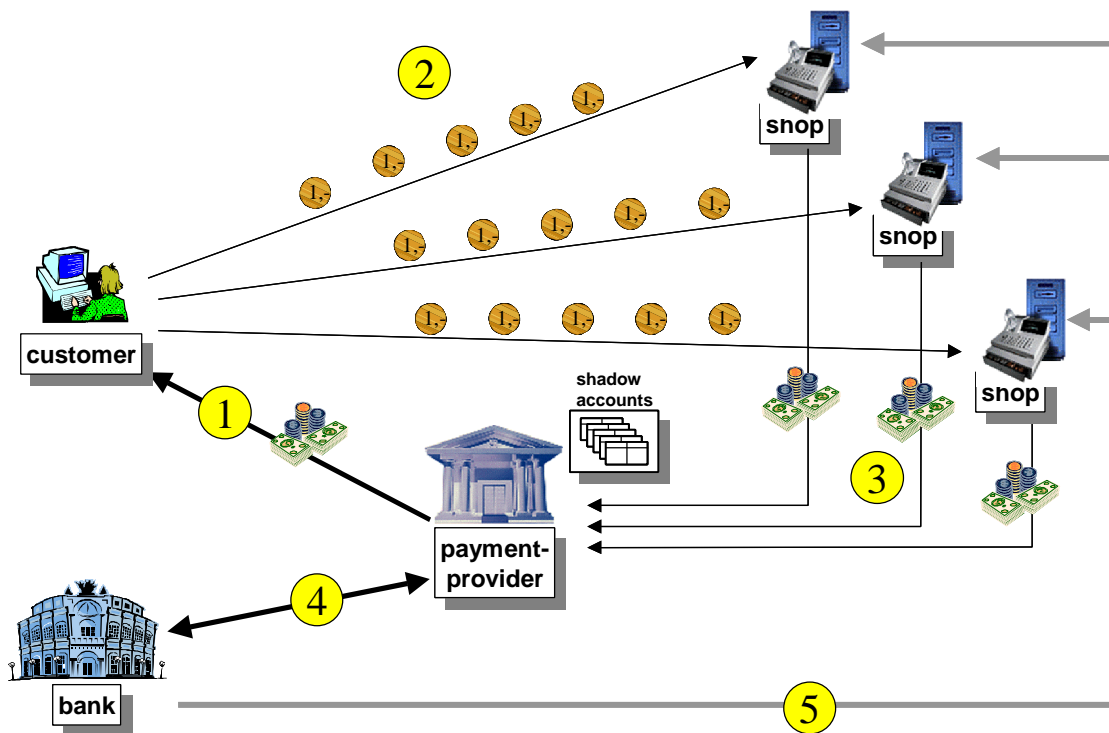 2
snop
1,- 1,- 1,- 1,- 1,-
snop
1,- 1,- 1,- 1,- 1,-
1,- 1,- 1,- 1,- 1,-
customer
shop
shadow
accounts
1
3
payment-
provider
4
bank
5